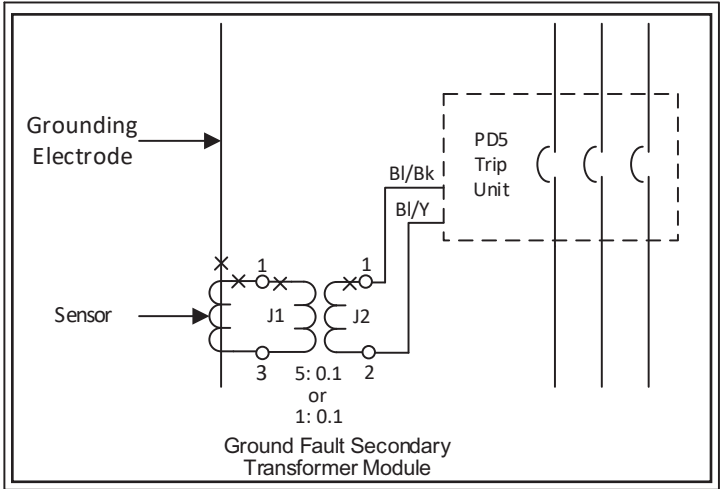 Grounding
Electrode
PD5
Trip
Unit
Bl/Bk
Bl/Y
1
1
Sensor
J1
J2
3
5: 0.1
2
or
1: 0.1
Ground Fault Secondary
Transformer Module